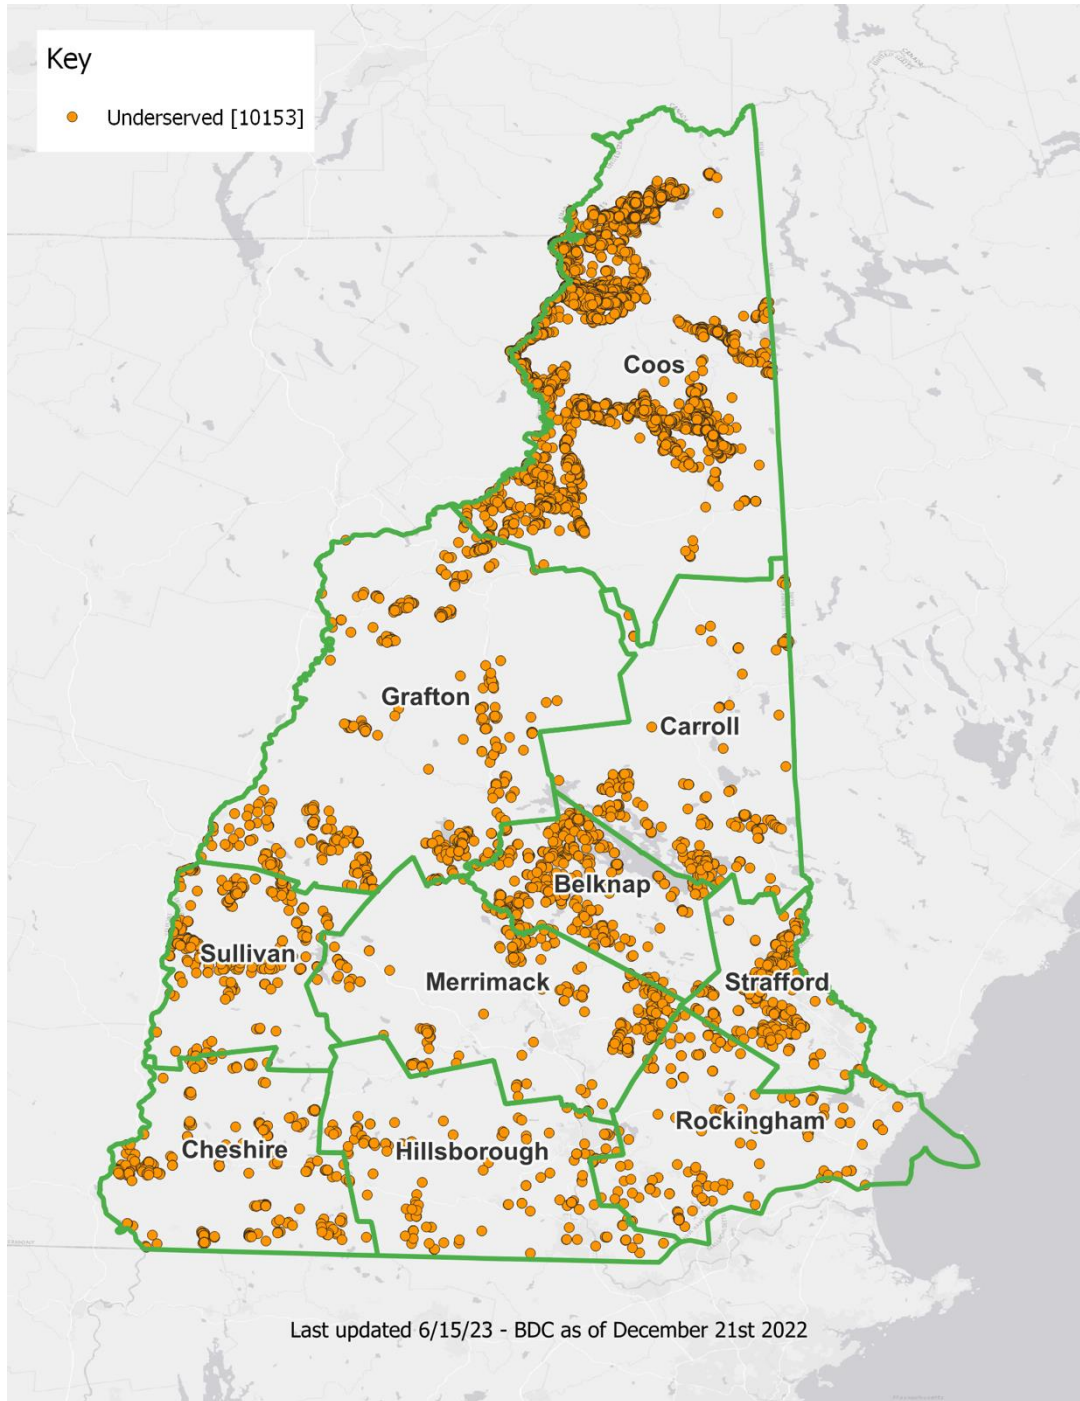 Key
Underserved [10153]
Coos
Grafton
Carroll
Belknap
Sullivan
Merrimack
Strafford
Rockingham
Cheshire
Hillsborough
Last updated 6/15/23 - BDC as of December 21st 2022